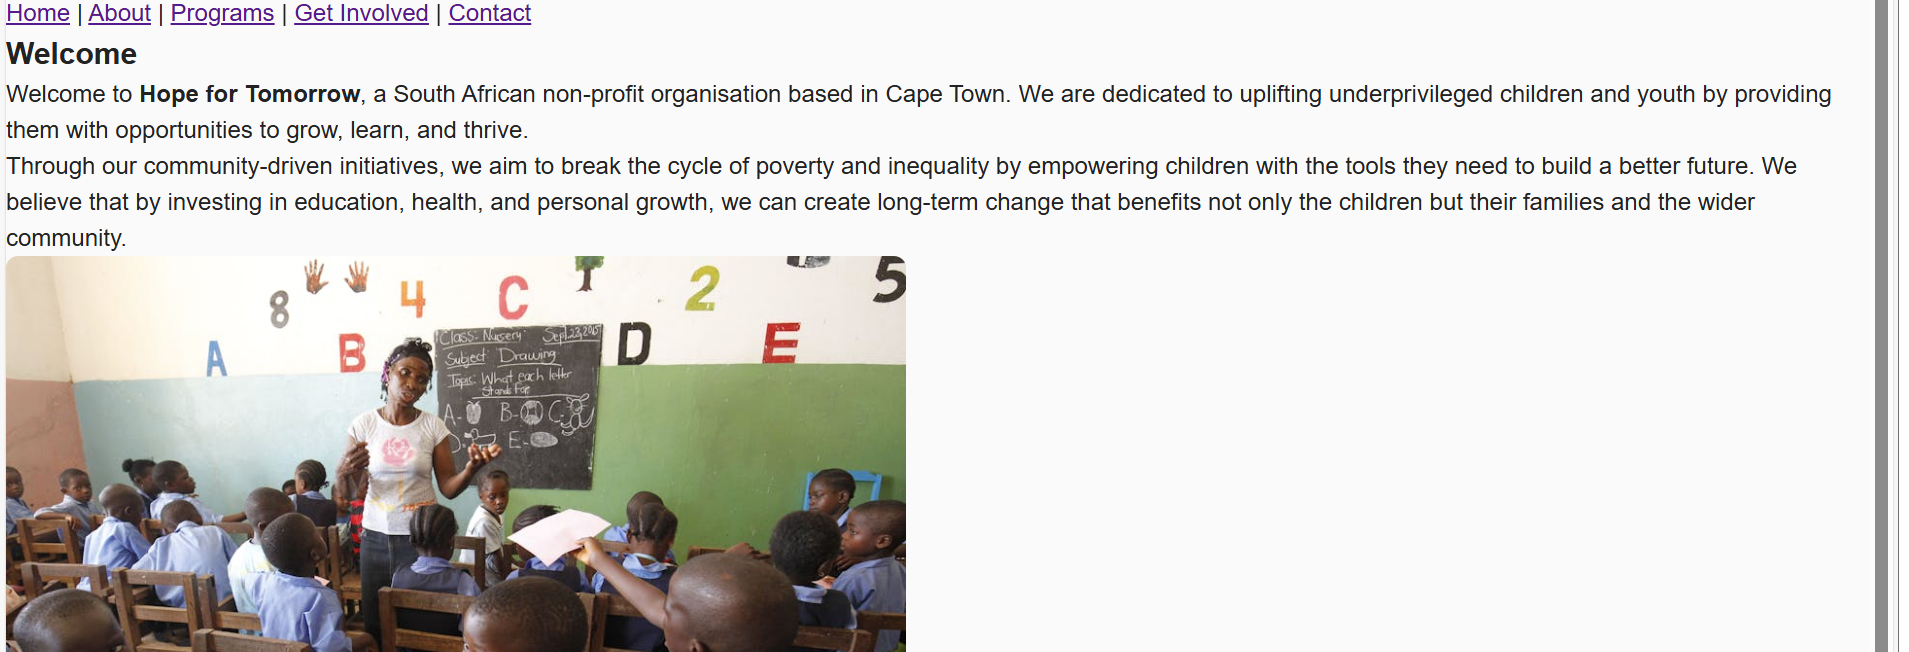 Home | About | Programs | Get Involved | Contact
Welcome
Welcome to Hope for Tomorrow, a South African non-profit organisation based in Cape Town. We are dedicated to uplifting underprivileged children and youth by providing
them with opportunities to grow, learn, and thrive.
Through our community-driven initiatives, we aim to break the cycle of poverty and inequality by empowering children with the tools they need to build a better future. We
believe that by investing in education, health, and personal growth, we can create long-term change that benefits not only the children but their families and the wider
community.
8 4 C 2 5
A B D E
Class: Nursery Sept.23,2015
Subject: Drawing
Topic: What each letter
Stands For
A- B- C-
D- E-